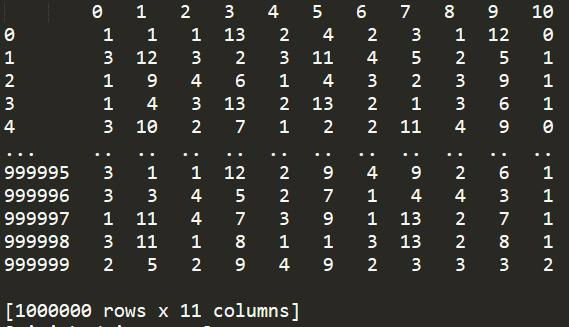 0 1 2 3 4 5 6 7 8 9 10
0 1 1 1 13 2 4 2 3 1 12 0
1 3 12 3 2 3 11 4 5 2 5 1
2 1 9 4 6 1 4 3 2 3 9 1
3 1 4 3 13 2 13 2 1 3 6 1
4 3 10 2 7 1 2 2 11 4 9 0
... .. .. .. .. .. .. .. .. .. .. ..
999995 3 1 1 12 2 9 4 9 2 6 1
999996 3 3 4 5 2 7 1 4 4 3 1
999997 1 11 4 7 3 9 1 13 2 7 1
999998 3 11 1 8 1 1 3 13 2 8 1
999999 2 5 2 9 4 9 2 3 3 3 2
[1000000 rows x 11 columns]